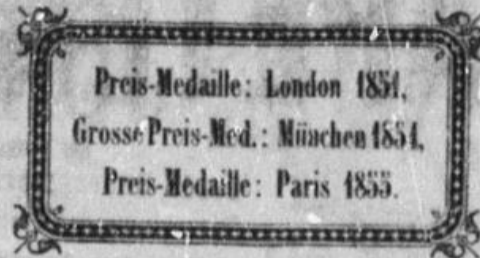 Preis-Medaille: London 1851,
Grosse Preis-Med.: München 1854,
Preis-Medaille: Paris 1855.